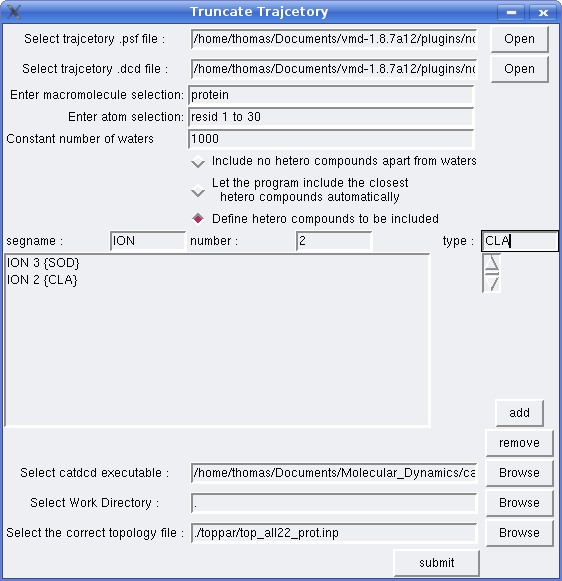 Truncate Trajcetory
Select trajcetory .psf file : /home/thomas/Documents/vmd-1.8.7a12/plugins/no Open
Select trajcetory .dcd file : /home/thomas/Documents/vmd-1.8.7a12/plugins/no Open
Enter macromolecule selection: protein
Enter atom selection: resid 1 to 30
Constant number of waters 1000
Include no hetero compounds apart from waters
Let the program include the closest
hetero compounds automatically
Define hetero compounds to be included
segname : ION number : 2 type : CLA
ION 3 {SOD}
ION 2 {CLA}
add
remove
Select catdcd executable : /home/thomas/Documents/Molecular_Dynamics/ca Browse
Select Work Directory : . Browse
Select the correct topology file : ./toppar/top_all22_prot.inp Browse
submit